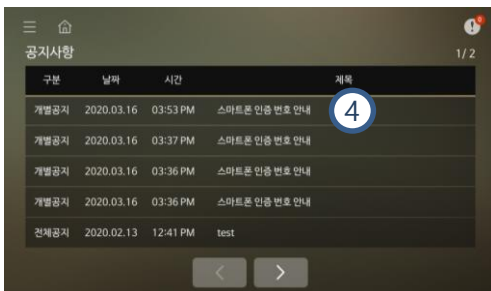 공지사항
1/2
구분 날짜 시간 제목
개별공지 2020.03.16 03:53 PM 스마트폰 인증 번호 안내
4
개별공지 2020.03.16 03:37 PM 스마트폰 인증 번호 안내
개별공지 2020.03.16 03:36 PM 스마트폰 인증 번호 안내
개별공지 2020.03.16 03:36 PM 스마트폰 인증 번호 안내
전체공지 2020.02.13 12:41 PM test